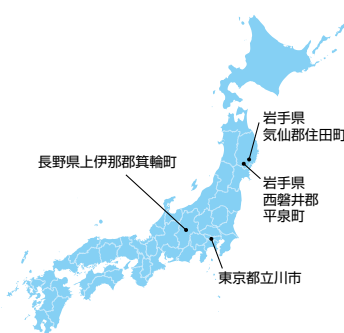 岩手県
気仙郡住田町
長野県上伊那郡箕輪町
岩手県
西磐井郡
平泉町
東京都立川市